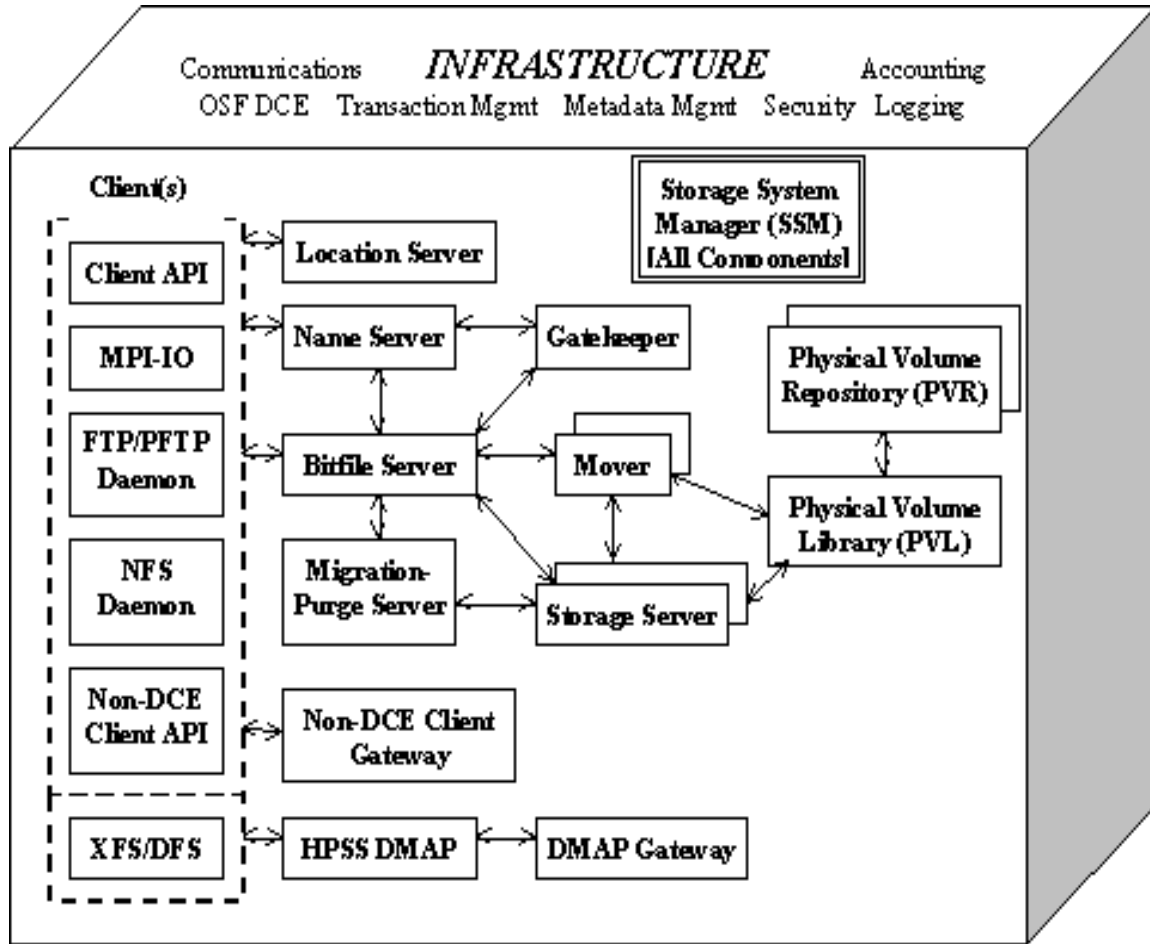 INFRASTRUCTURE
Communications Accounting
OSF DCE Transaction Mgmt Metadata Mgmt Security Logging
Client(s)
Storage System
Manager (SSM)
[All Components]
Client API
Location Server
MPI-IO
Name Server
Gatekeeper
Physical Volume
Repository (PVR)
FTP/PFTP
Daemon
Bitfile Server
Mover
Physical Volume
Library (PVL)
NFS
Daemon
Migration-
Purge Server
Storage Server
Non-DCE
Client API
Non-DCE Client
Gateway
XFS/DFS
HPSS DMAP
DMAP Gateway